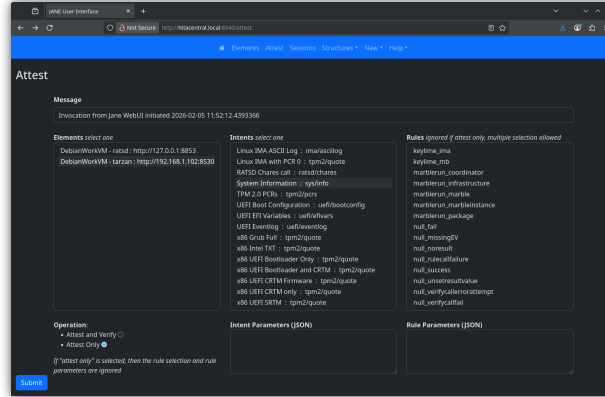 JANE User Interface
Not Secure http://hitacentral.local:8540/attest
Elements Attest Sessions Structures New Help
Attest
Message
Invocation from Jane WebUI initiated 2026-02-05 11:52:12.4393366
Elements select one
DebianWorkVM - ratsd : http://127.0.0.1:8853
DebianWorkVM - tarzan : http://192.168.1.102:8530
Intents select one
Linux IMA ASCII Log : ima/asciilog
Linux IMA with PCR 0 : tpm2/quote
RATSD Chares call : ratsd/chares
System Information : sys/info
TPM 2.0 PCRs : tpm2/pcrs
UEFI Boot Configuration : uefi/bootconfig
UEFI EFI Variables : uefi/efivars
UEFI Eventlog : uefi/eventlog
x86 Grub Full : tpm2/quote
x86 Intel TXT : tpm2/quote
x86 UEFI Bootloader Only : tpm2/quote
x86 UEFI Bootloader and CRTM : tpm2/quote
x86 UEFI CRTM Firmware : tpm2/quote
x86 UEFI CRTM only : tpm2/quote
x86 UEFI SRTM : tpm2/quote
Rules ignored if attest only, multiple selection allowed
keylime_ima
keylime_mb
marblerun_coordinator
marblerun_infrastructure
marblerun_marble
marblerun_marbleinstance
marblerun_package
null_fail
null_missingEV
null_noresult
null_rulecallfailure
null_success
null_unsetresultvalue
null_verifycallerrorattempt
null_verifycallfail
Operation:
Attest and Verify
Attest Only
If "attest only" is selected, then the rule selection and rule
parameters are ignored
Intent Parameters (JSON)
Rule Parameters (JSON)
Submit